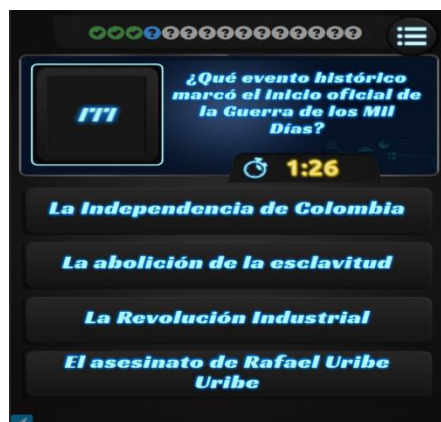 ¿Qué evento histórico
marcó el inicio oficial de
la Guerra de los Mil
Días?
1:26
La Independencia de Colombia
La abolición de la esclavitud
La Revolución Industrial
El asesinato de Rafael Uribe
Uribe